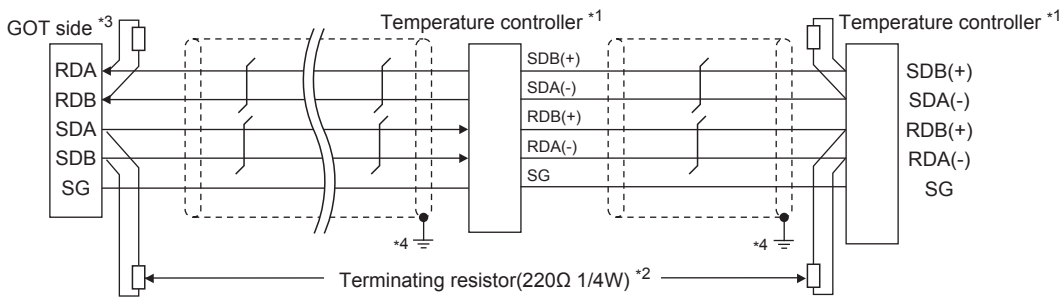 GOT side *3
Temperature controller *1
Temperature controller *1
RDA
RDB
SDA
SDB
SG
SDB(+)
SDA(-)
RDB(+)
RDA(-)
SG
SDB(+)
SDA(-)
RDB(+)
RDA(-)
SG
*4
*4
Terminating resistor(220Ω 1/4W) *2